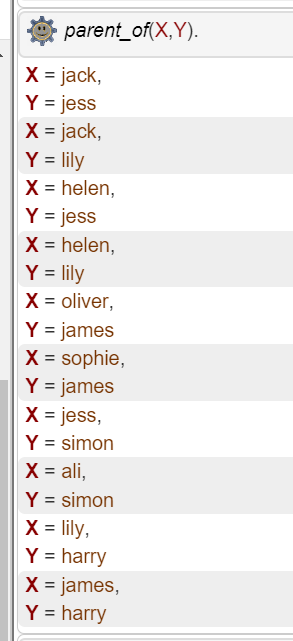 parent_of(X,Y).
X = jack,
Y = jess
X = jack,
Y = lily
X = helen,
Y = jess
X = helen,
Y = lily
X = oliver,
Y = james
X = sophie,
Y = james
X = jess,
Y = simon
X = ali,
Y = simon
X = lily,
Y = harry
X = james,
Y = harry